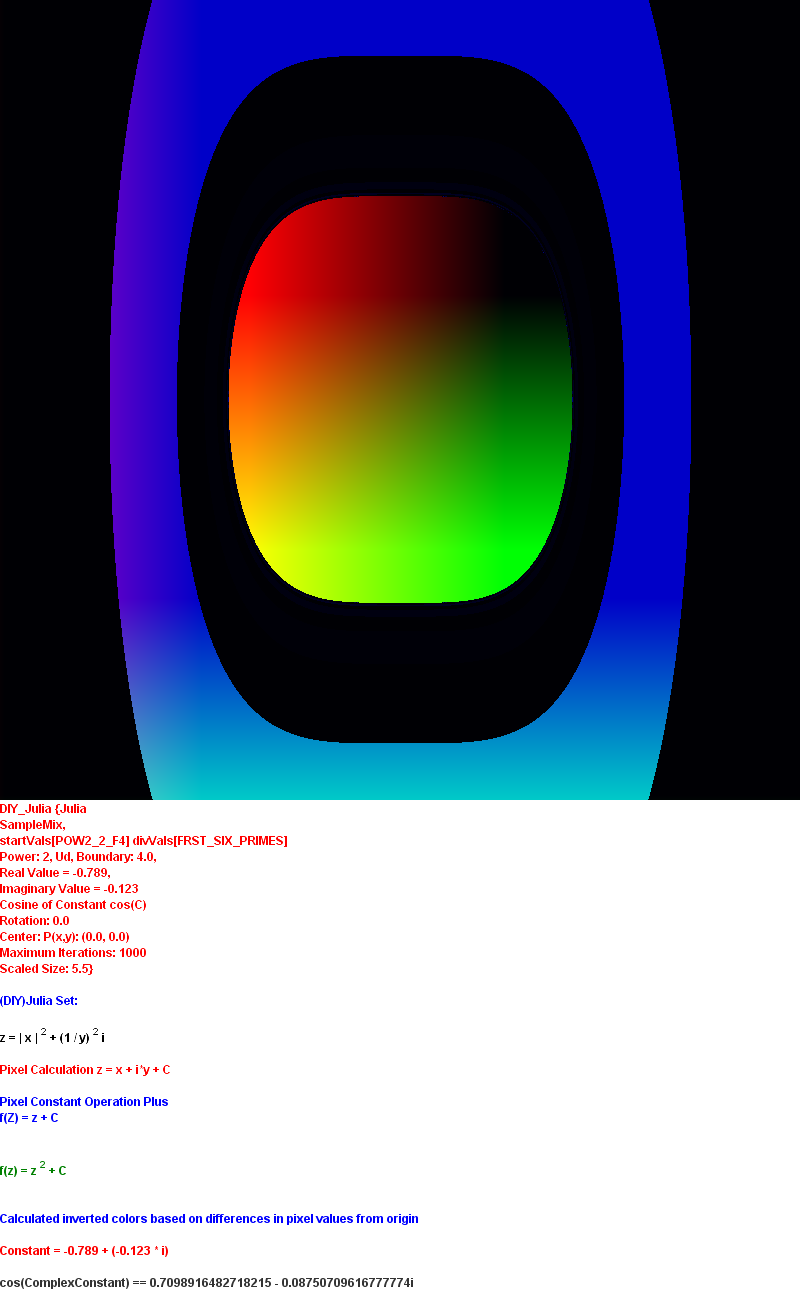 DIY_Julia {Julia
SampleMix,
startVals[POW2_2_F4] divVals[FRST_SIX_PRIMES]
Power: 2, Ud, Boundary: 4.0,
Real Value = -0.789,
Imaginary Value = -0.123
Cosine of Constant cos(C)
Rotation: 0.0
Center: P(x,y): (0.0, 0.0)
Maximum Iterations: 1000
Scaled Size: 5.5}
(DIY)Julia Set:
z = | x | 2 + (1 / y) 2 i
Pixel Calculation z = x + i*y + C
Pixel Constant Operation Plus
f(Z) = z + C
f(z) = z 2 + C
Calculated inverted colors based on differences in pixel values from origin
Constant = -0.789 + (-0.123 * i)
cos(ComplexConstant) == 0.7098916482718215 - 0.08750709616777774i